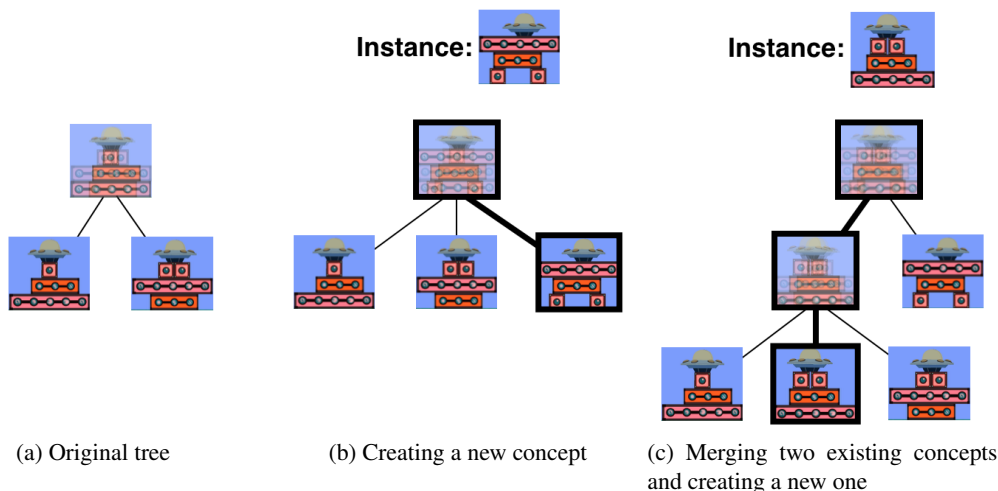 Instance:
Instance:
(a) Original tree
(b) Creating a new concept
(c) Merging two existing concepts
and creating a new one